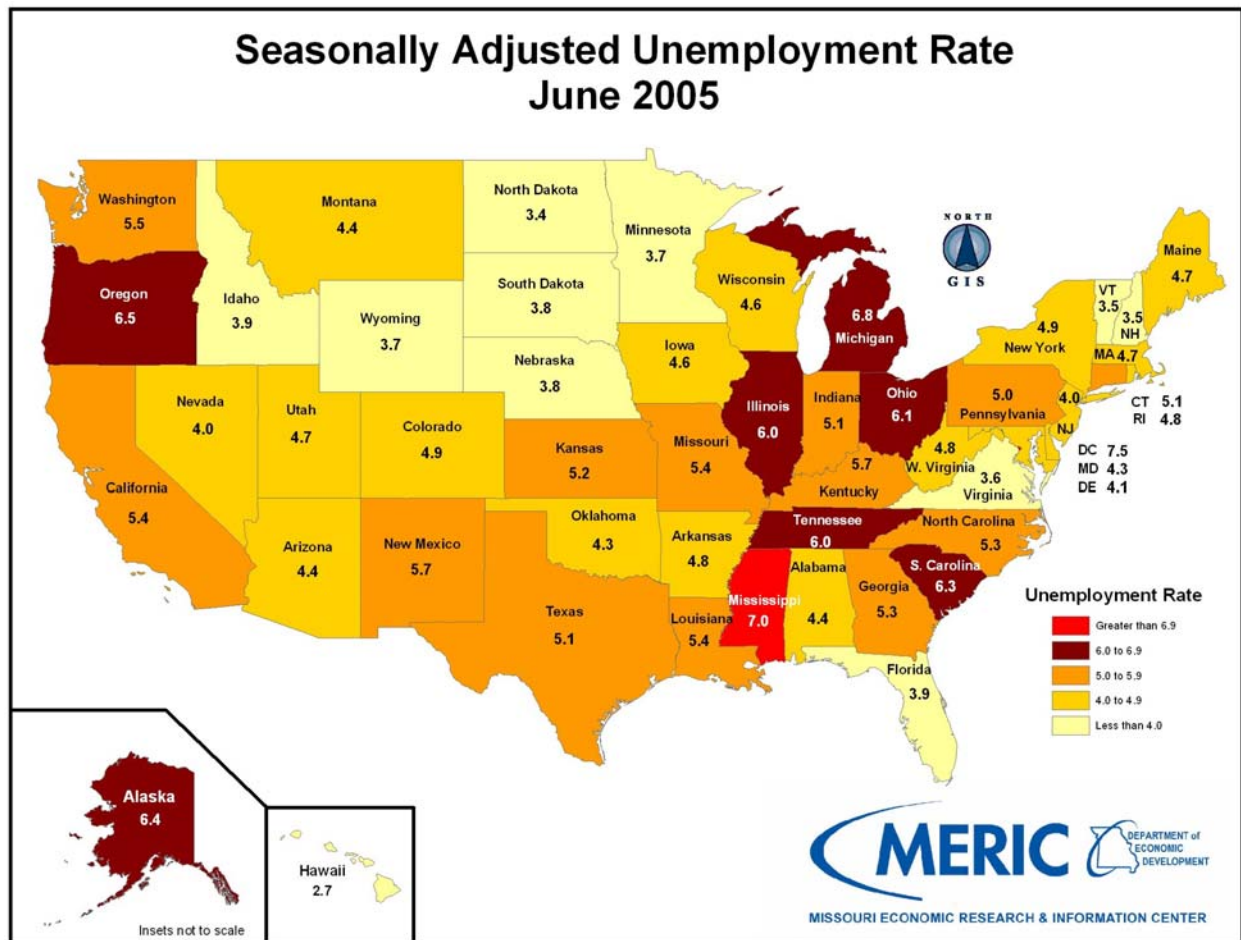 Seasonally Adjusted Unemployment Rate
June 2005
Washington
5.5
Oregon
6.5
California
5.4
Idaho
3.9
Nevada
4.0
Montana
4.4
Wyoming
3.7
Utah
4.7
Colorado
4.9
Arizona
4.4
New Mexico
5.7
North Dakota
3.4
South Dakota
3.8
Nebraska
3.8
Kansas
5.2
Oklahoma
4.3
Texas
5.1
Minnesota
3.7
Iowa
4.6
Missouri
5.4
Arkansas
4.8
Louisiana
5.4
Wisconsin
4.6
Illinois
6.0
6.8
Michigan
Indiana
5.1
Ohio
6.1
5.7
Kentucky
Tennessee
6.0
Mississippi
7.0
Alabama
4.4
Georgia
5.3
Florida
3.9
S. Carolina
6.3
North Carolina
5.3
3.6
Virginia
4.8
W. Virginia
5.0
Pennsylvania
4.9
New York
VT
3.5
3.5
NH
Maine
4.7
MA 4.7
4.0
NJ
CT 5.1
RI 4.8
DC 7.5
MD 4.3
DE 4.1
NORTH
GIS
Unemployment Rate
Greater than 6.9
6.0 to 6.9
5.0 to 5.9
4.0 to 4.9
Less than 4.0
Alaska
6.4
Insets not to scale
Hawaii
2.7
MERIC
DEPARTMENT of
ECONOMIC
DEVELOPMENT
MISSOURI ECONOMIC RESEARCH & INFORMATION CENTER